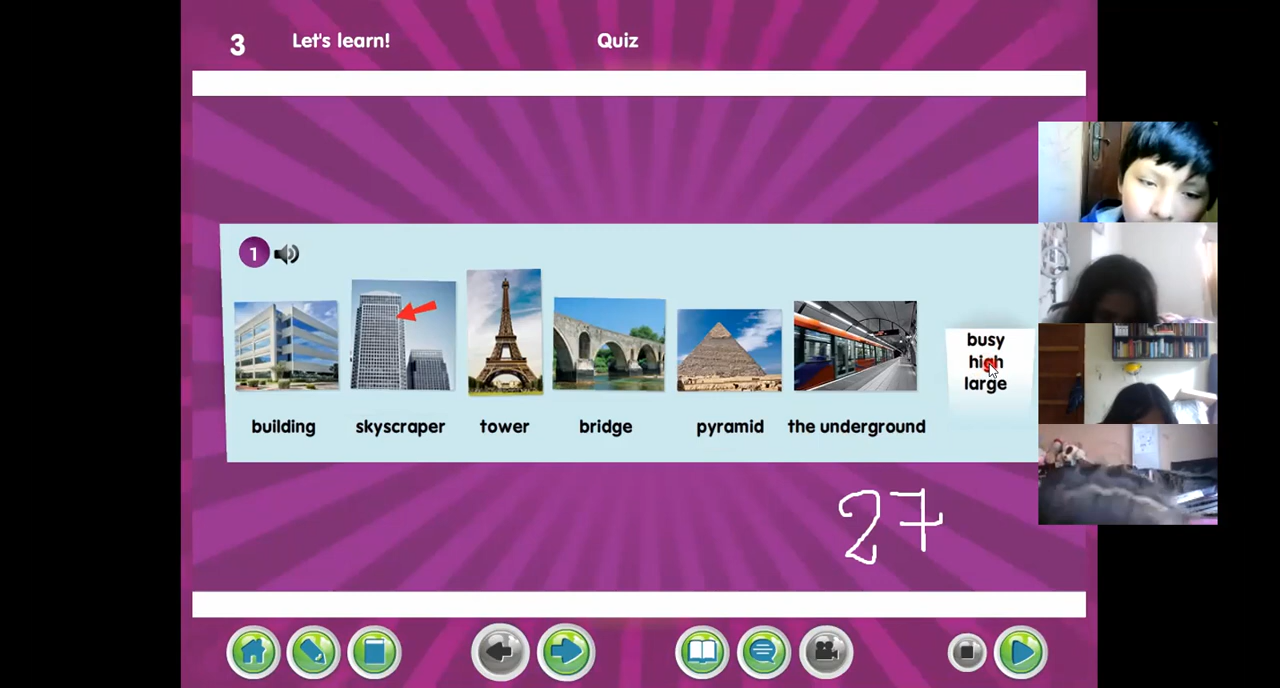 3 Let's learn! Quiz
1
building skyscraper tower bridge pyramid the underground
busy
high
large
27